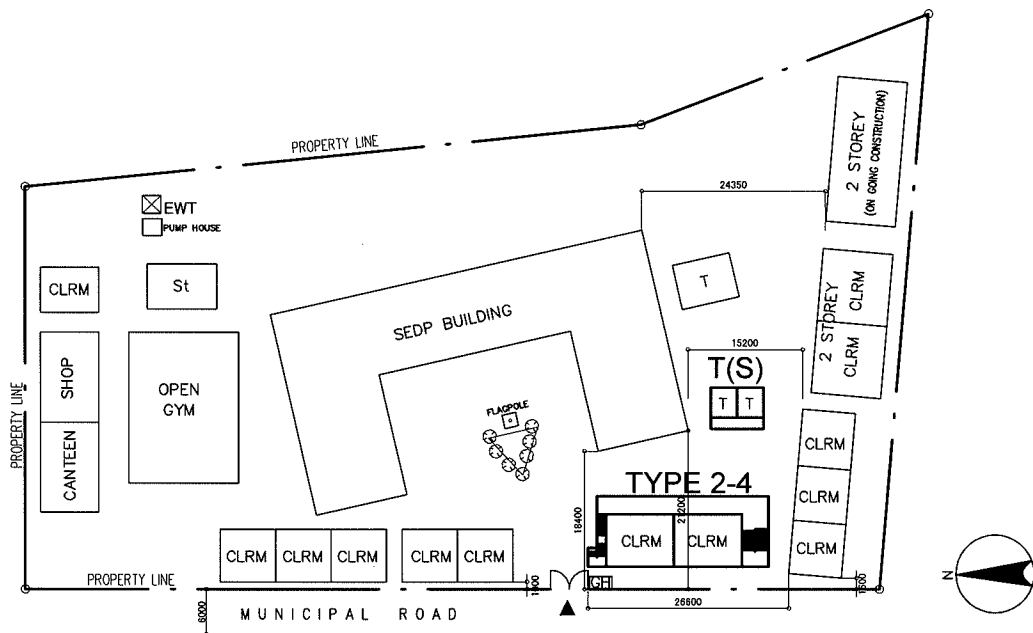 2 STOREY
(ON GOING CONSTRUCTION)
PROPERTY LINE
24350
EWT
PUMP HOUSE
CLRM
St
T
2 STOREY
CLRM
CLRM
SEDP BUILDING
15200
T(S)
T T
SHOP
CANTEEN
OPEN
GYM
PROPERTY LINE
FLAGPOLE
CLRM
CLRM
CLRM
TYPE 2-4
21200
18400
CLRM CLRM
CLRM CLRM CLRM CLRM CLRM
GH
N
PROPERTY LINE
6000
MUNICIPAL ROAD
26600